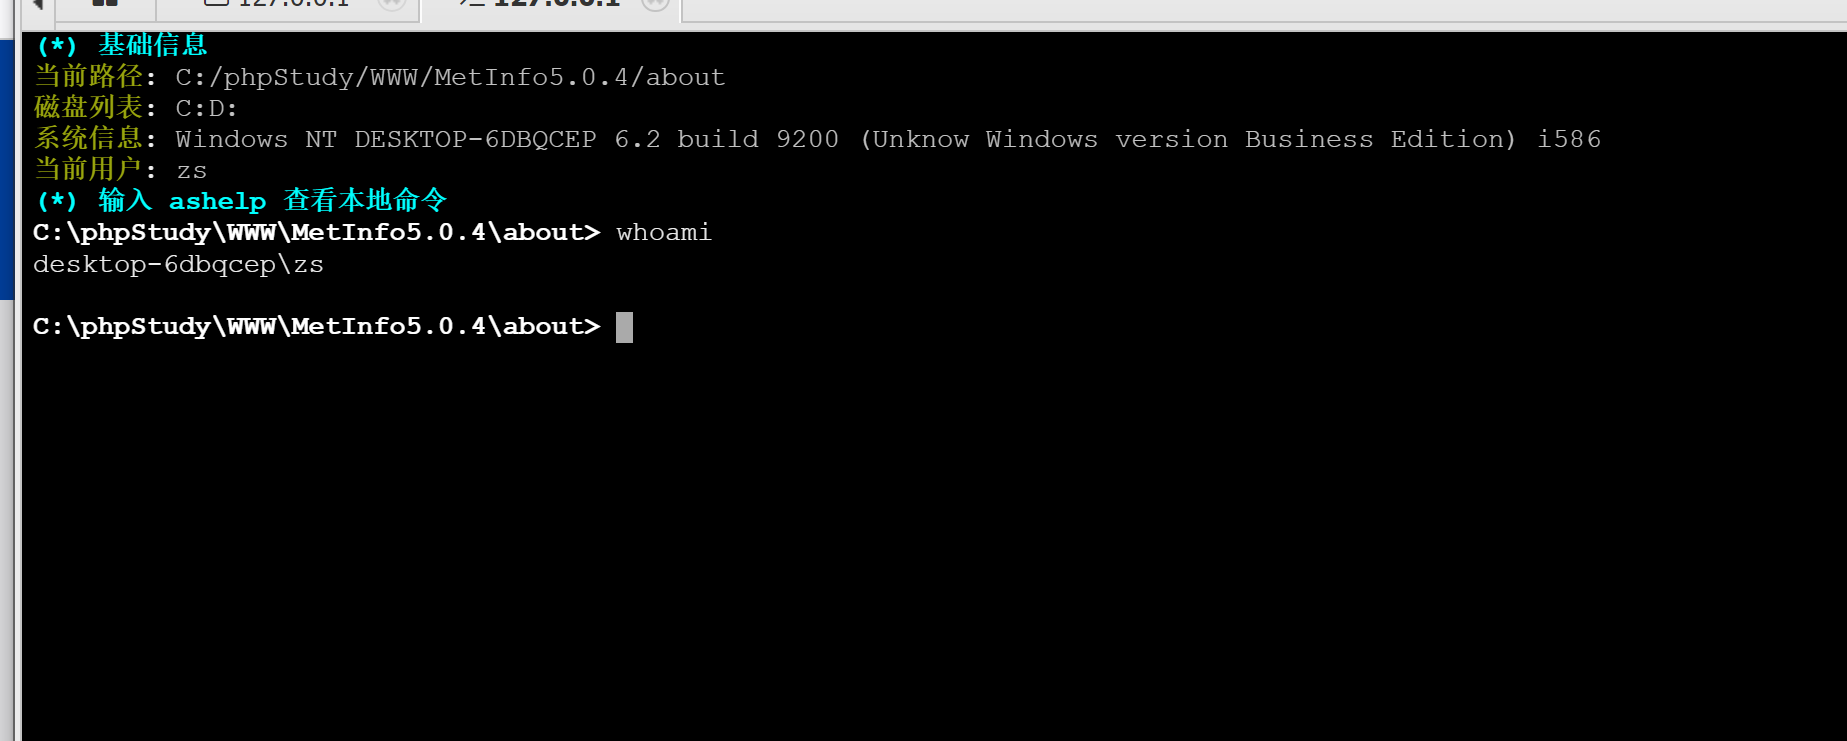 127.0.0.1 127.0.0.1
(*) 基础信息
当前路径: C:/phpStudy/WWW/MetInfo5.0.4/about
磁盘列表: C:D:
系统信息: Windows NT DESKTOP-6DBQCEP 6.2 build 9200 (Unknow Windows version Business Edition) i586
当前用户: zs
(*) 输入 ashelp 查看本地命令
C:\phpStudy\WWW\MetInfo5.0.4\about> whoami
desktop-6dbqcep\zs
C:\phpStudy\WWW\MetInfo5.0.4\about>